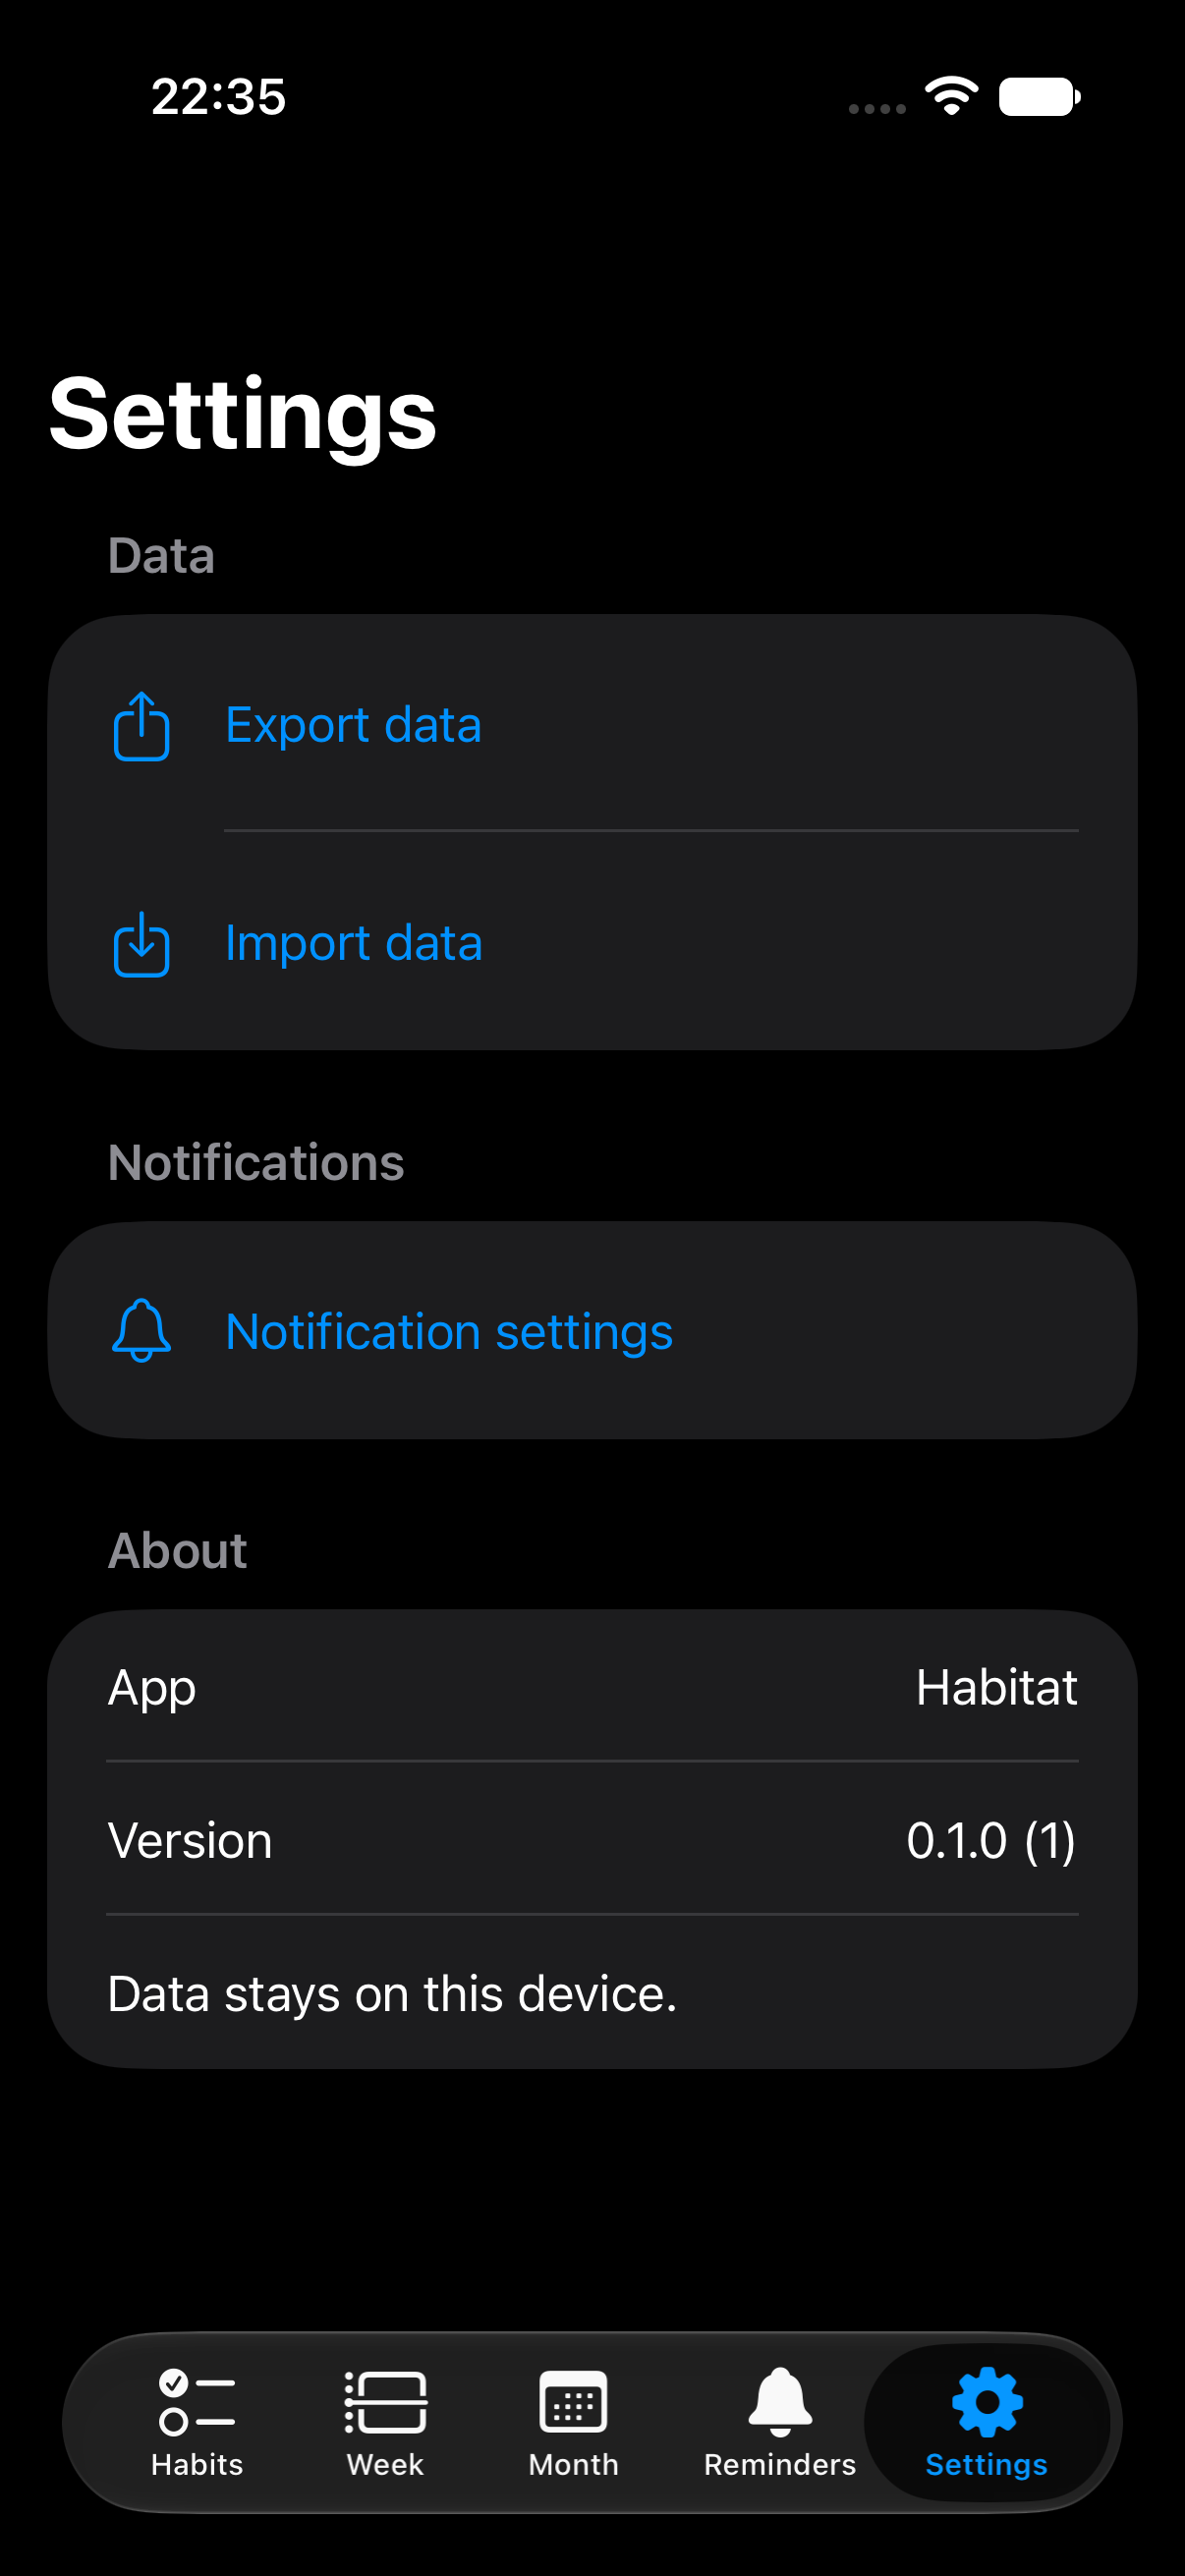 22:35
Settings
Data
Export data
Import data
Notifications
Notification settings
About
App Habitat
Version 0.1.0 (1)
Data stays on this device.
Habits Week Month Reminders Settings